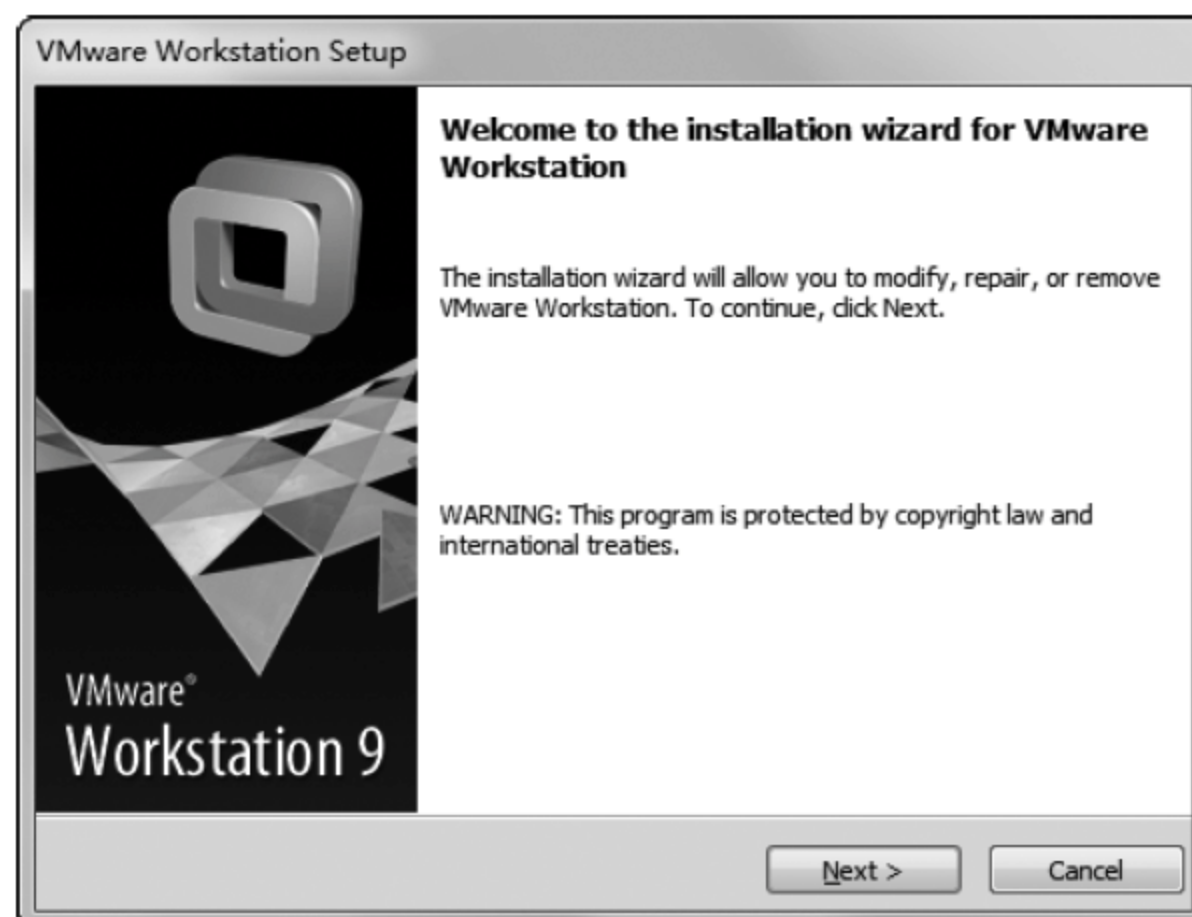 VMware Workstation Setup
Welcome to the installation wizard for VMware
Workstation
The installation wizard will allow you to modify, repair, or remove
VMware Workstation. To continue, click Next.
WARNING: This program is protected by copyright law and
international treaties.
VMware®
Workstation 9
Next >
Cancel